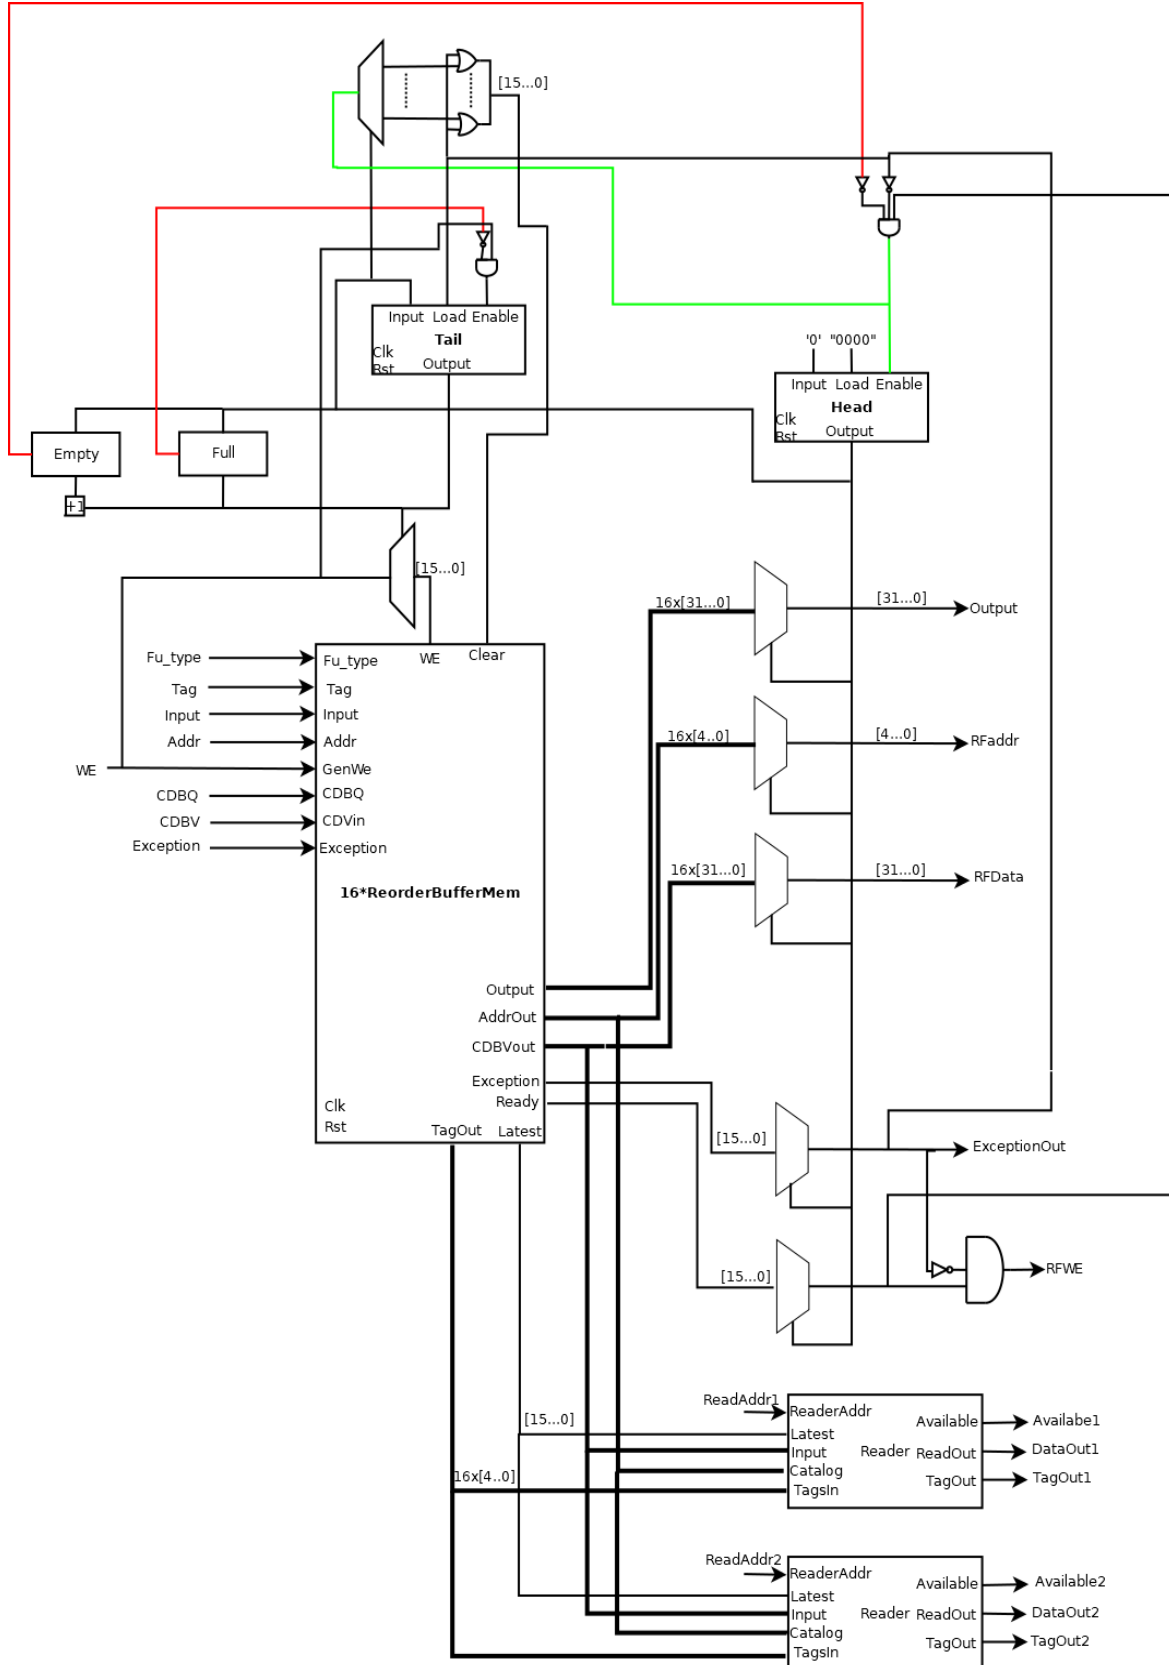 [15...0]
Input Load Enable
Tail
Clk
Rst
Output
'0' "0000"
Input Load Enable
Head
Clk
Rst
Output
Empty
Full
+1
[15...0]
WE
Clear
Fu_type
Fu_type
Tag
Tag
Input
Input
Addr
Addr
WE
GenWe
CDBQ
CDBQ
CDBV
CDVin
Exception
Exception
16*ReorderBufferMem
Output
AddrOut
CDBVout
Exception
Ready
Clk
Rst
TagOut
Latest
16x[31...0]
[31...0]
Output
16x[4..0]
[4...0]
RFaddr
16x[31...0]
[31...0]
RFData
[15...0]
ExceptionOut
[15...0]
RFWE
[15...0]
16x[4..0]
ReadAddr1
ReaderAddr
Latest
Input
Catalog
TagsIn
Reader
Available
ReadOut
TagOut
Availabe1
DataOut1
TagOut1
ReadAddr2
ReaderAddr
Latest
Input
Catalog
TagsIn
Reader
Available
ReadOut
TagOut
Available2
DataOut2
TagOut2